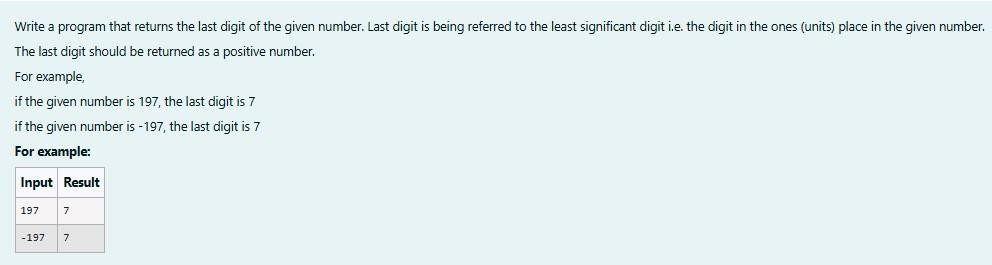 Write a program that returns the last digit of the given number. Last digit is being referred to the least significant digit i.e. the digit in the ones (units) place in the given number.
The last digit should be returned as a positive number.
For example,
if the given number is 197, the last digit is 7
if the given number is -197, the last digit is 7
For example:
Input Result
197 7
-197 7